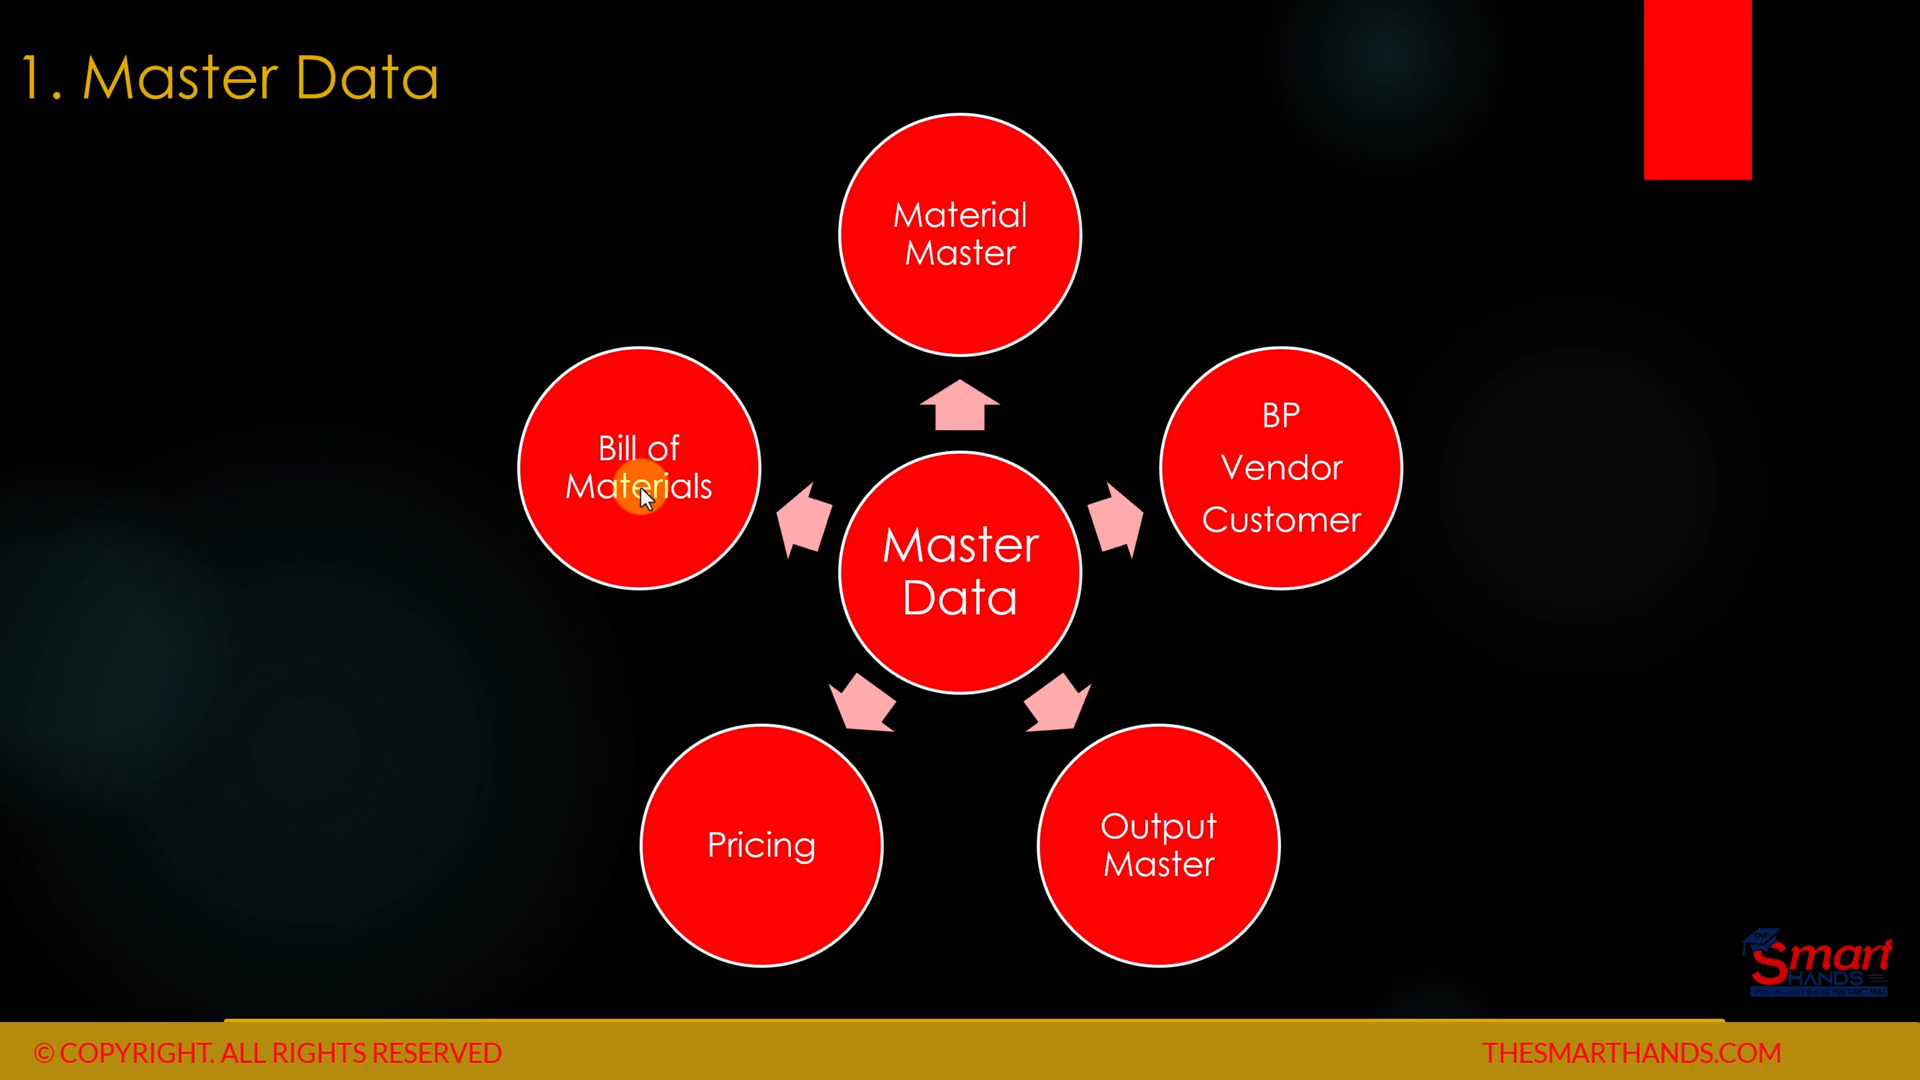 1. Master Data
Material
Master
Bill of
Materials
BP
Vendor
Customer
Master
Data
Pricing
Output
Master
THE
Smart
HANDS
© COPYRIGHT. ALL RIGHTS RESERVED
THESMARTHANDS.COM